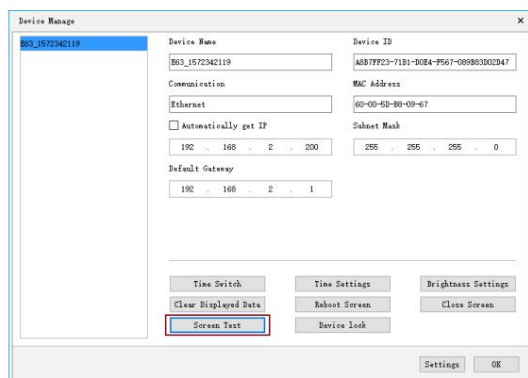 Device Manage
E63_1572342119
Device Name
Device ID
E63_1572342119
A8B7FF23-71B1-D0E4-F567-089B83D02D47
Communication
MAC Address
Ethernet
60-00-5D-B8-09-67
Automatically get IP
Subnet Mask
192 . 168 . 2 . 200
255 . 255 . 255 . 0
Default Gateway
192 . 168 . 2 . 1
Time Switch
Time Settings
Brightness Settings
Clear Displayed Data
Reboot Screen
Close Screen
Screen Test
Device lock
Settings
OK